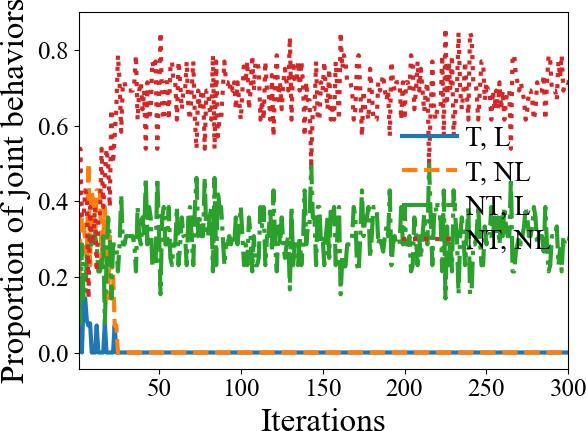 Proportion of joint behaviors
0.8
0.6
0.4
0.2
0.0
T, L
T, NL
NT, L
NT, NL
50
100
150
200
250
300
Iterations